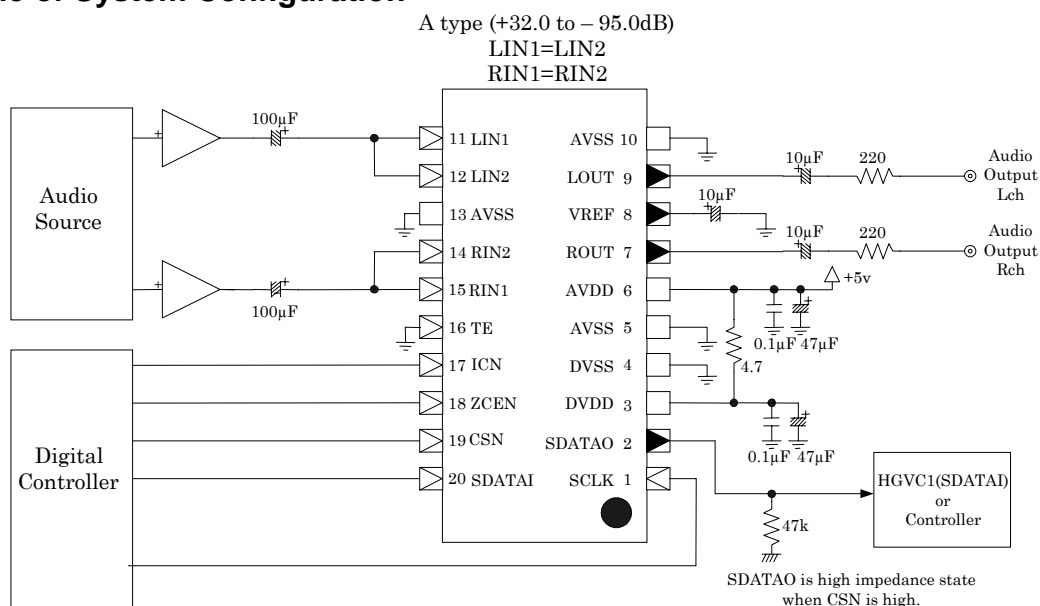 A type (+32.0 to – 95.0dB)
LIN1=LIN2
RIN1=RIN2
Audio
Source
+
100µF
+
+
100µF
+
11 LIN1
12 LIN2
13 AVSS
14 RIN2
15 RIN1
16 TE
17 ICN
18 ZCEN
19 CSN
20 SDATAI
AVSS 10
LOUT 9
VREF 8
ROUT 7
AVDD 6
AVSS 5
DVSS 4
DVDD 3
SDATAO 2
SCLK 1
10µF
+
220
Audio
Output
Lch
10µF
+
10µF
+
220
Audio
Output
Rch
+5v
+
0.1µF 47µF
4.7
+
0.1µF 47µF
Digital
Controller
HGVC1(SDATAI)
or
Controller
47k
SDATAO is high impedance state
when CSN is high.